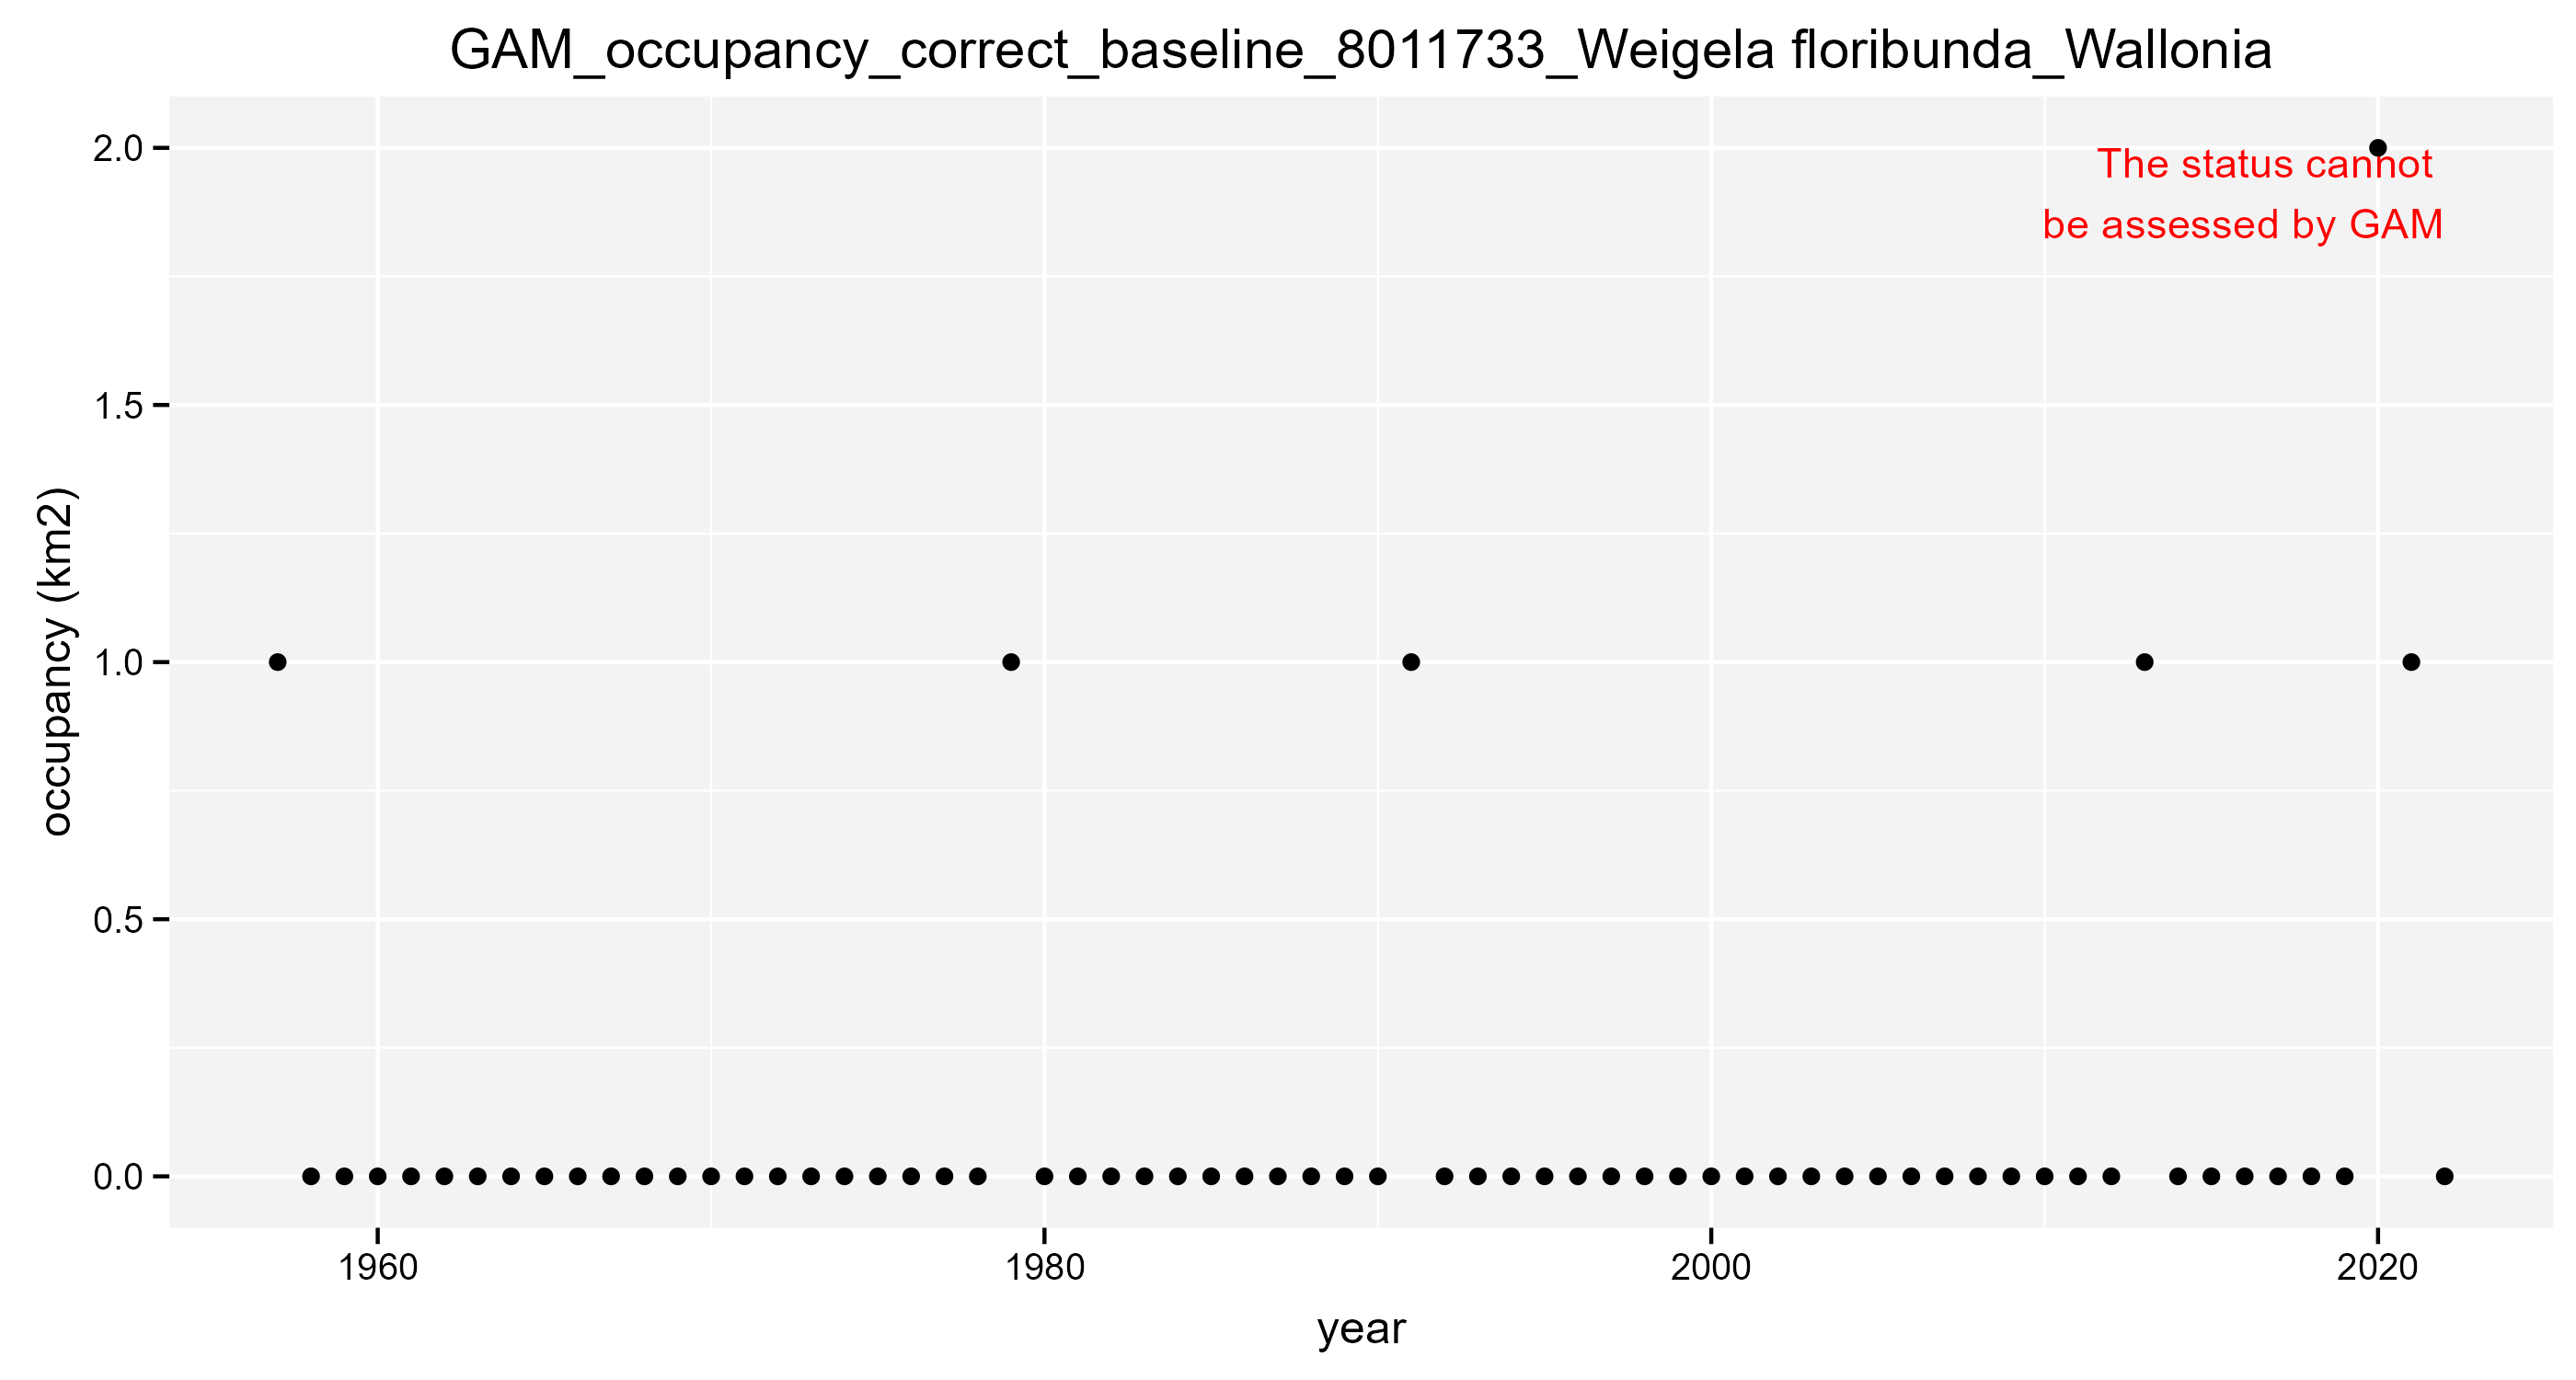 GAM_occupancy_correct_baseline_8011733_Weigela floribunda_Wallonia
2.0
The status cannot
be assessed by GAM
1.5
occupancy (km2)
1.0
0.5
0.0
1960 1980 2000 2020
year